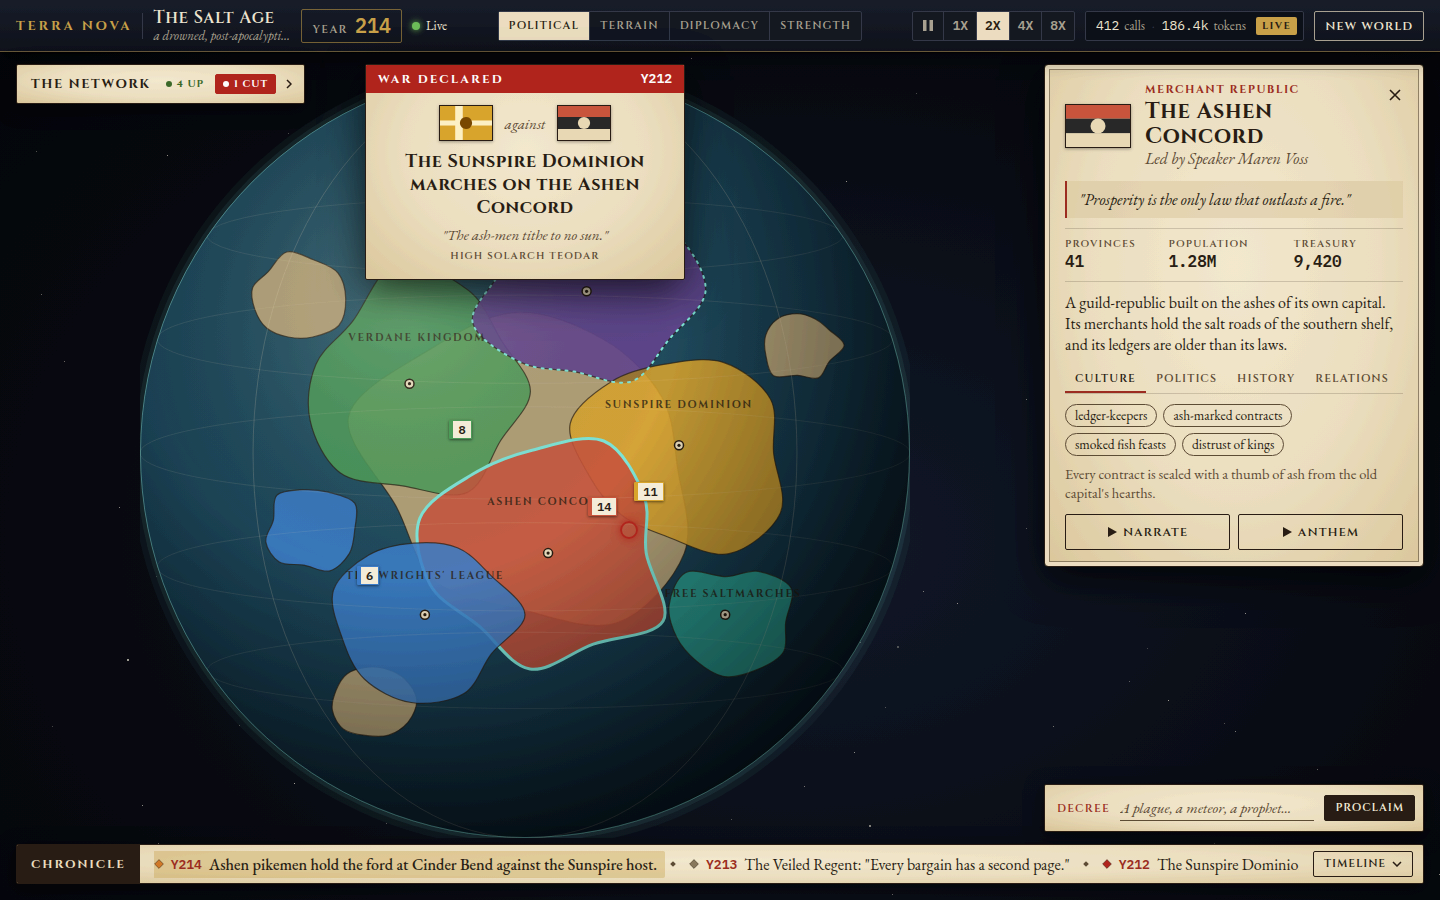 TERRA NOVA
THE SALT AGE
a drowned, post-apocalypti...
YEAR 214
Live
POLITICAL
TERRAIN
DIPLOMACY
STRENGTH
1X
2X
4X
8X
412 calls · 186.4k tokens
LIVE
NEW WORLD
THE NETWORK
4 UP
1 CUT
WAR DECLARED
Y212
against
THE SUNSPIRE DOMINION
MARCHES ON THE ASHEN
CONCORD
"The ash-men tithe to no sun."
HIGH SOLARCH TEODAR
VERDANE KINGDOM
SUNSPIRE DOMINION
8
11
ASHEN CONCO
14
6
WRIGHTS' LEAGUE
REE SALTMARCHE
MERCHANT REPUBLIC
THE ASHEN
CONCORD
Led by Speaker Maren Voss
"Prosperity is the only law that outlasts a fire."
PROVINCES
41
POPULATION
1.28M
TREASURY
9,420
A guild-republic built on the ashes of its own capital.
Its merchants hold the salt roads of the southern shelf,
and its ledgers are older than its laws.
CULTURE
POLITICS
HISTORY
RELATIONS
ledger-keepers
ash-marked contracts
smoked fish feasts
distrust of kings
Every contract is sealed with a thumb of ash from the old
capital's hearths.
NARRATE
ANTHEM
DECREE
A plague, a meteor, a prophet...
PROCLAIM
CHRONICLE
Y214 Ashen pikemen hold the ford at Cinder Bend against the Sunspire host.
Y213 The Veiled Regent: "Every bargain has a second page."
Y212 The Sunspire Dominio
TIMELINE